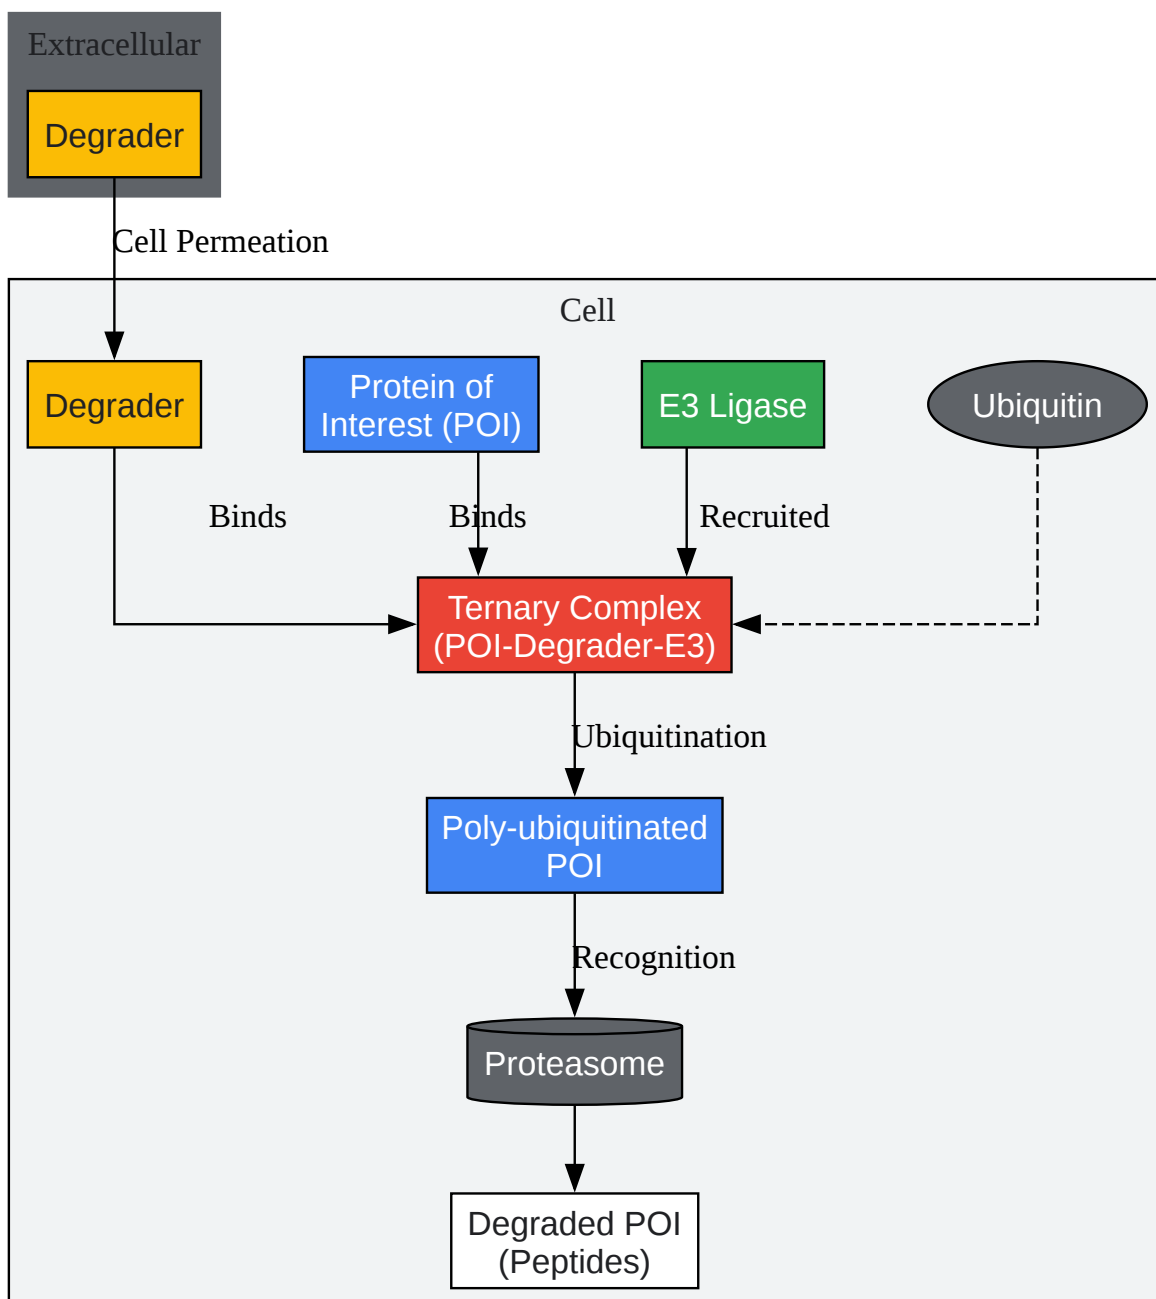 Extracellular
Degrader
Cell Permeation
Cell
Degrader
Protein of
Interest (POI)
E3 Ligase
Ubiquitin
Binds
Binds
Recruited
Ternary Complex
(POI-Degrader-E3)
Ubiquitination
Poly-ubiquitinated
POI
Recognition
Proteasome
Degraded POI
(Peptides)